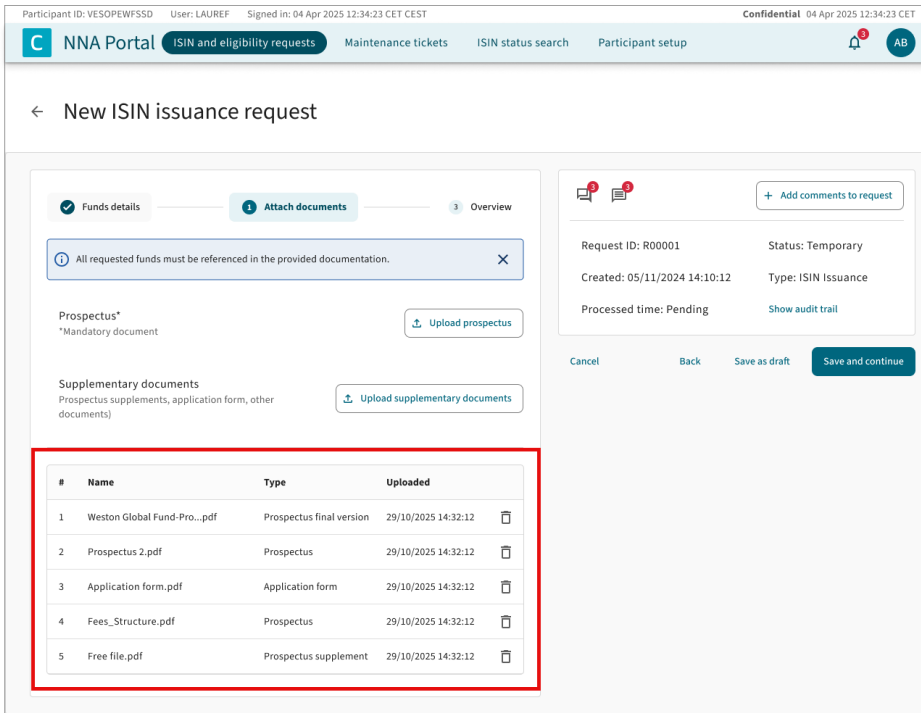 Participant ID: VESOPEWFSSD User: LAUREF Signed in: 04 Apr 2025 12:34:23 CET CEST Confidential 04 Apr 2025 12:34:23 CET
C NNA Portal ISIN and eligibility requests Maintenance tickets ISIN status search Participant setup 3 AB
← New ISIN issuance request
Funds details 1 Attach documents 3 Overview
All requested funds must be referenced in the provided documentation.
Prospectus*
*Mandatory document
Upload prospectus
Supplementary documents
Prospectus supplements, application form, other
documents)
Upload supplementary documents
# Name Type Uploaded
1 Weston Global Fund-Pro...pdf Prospectus final version 29/10/2025 14:32:12
2 Prospectus 2.pdf Prospectus 29/10/2025 14:32:12
3 Application form.pdf Application form 29/10/2025 14:32:12
4 Fees_Structure.pdf Prospectus 29/10/2025 14:32:12
5 Free file.pdf Prospectus supplement 29/10/2025 14:32:12
3 3 + Add comments to request
Request ID: R00001 Status: Temporary
Created: 05/11/2024 14:10:12 Type: ISIN Issuance
Processed time: Pending Show audit trail
Cancel Back Save as draft Save and continue